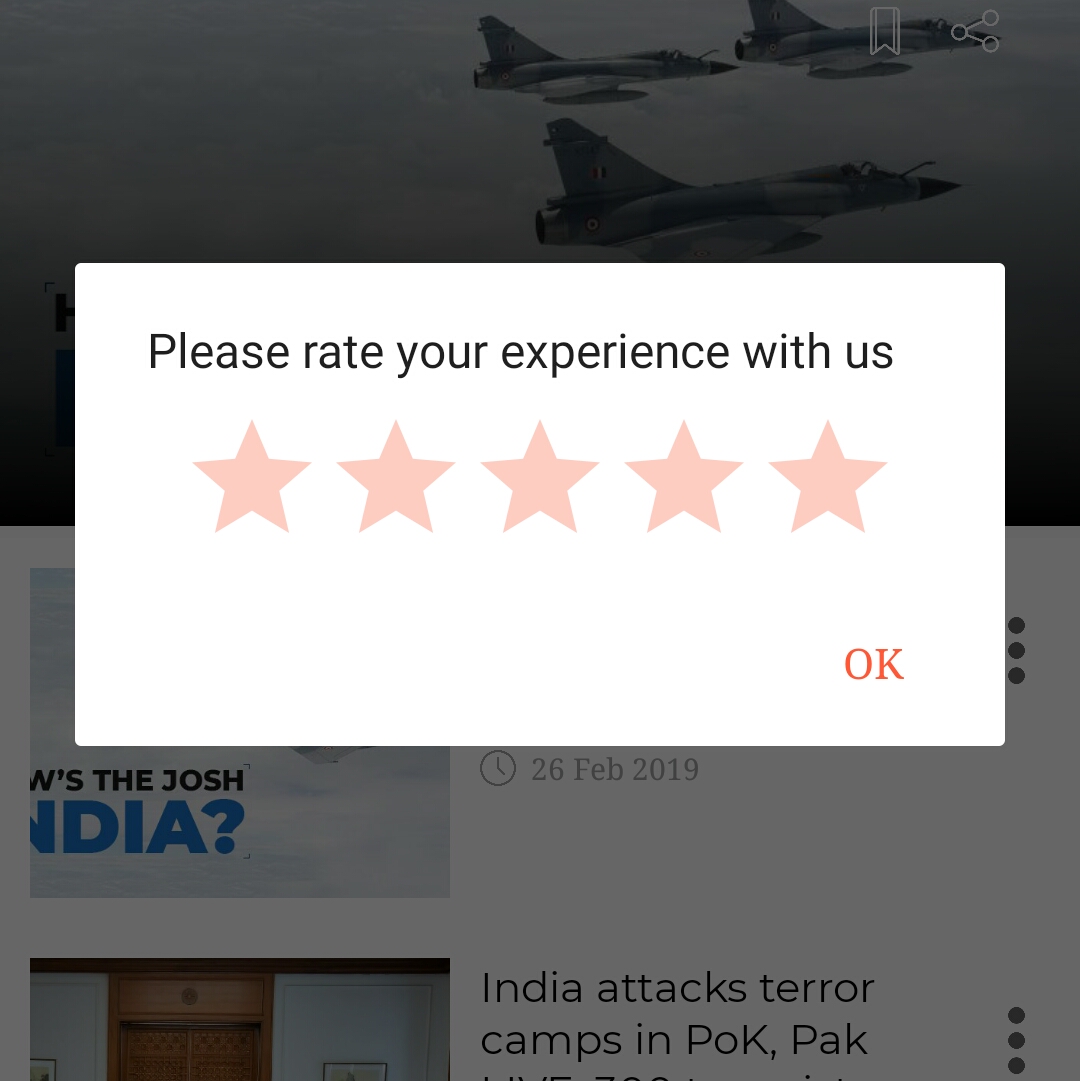 Please rate your experience with us
OK
26 Feb 2019
W'S THE JOSH
NDIA?
India attacks terror
camps in PoK, Pak